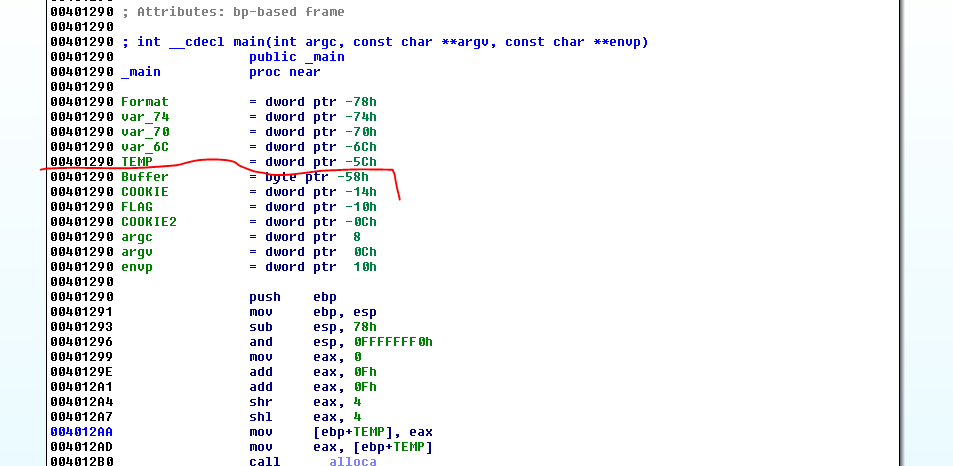 00401290 ; Attributes: bp-based frame
00401290
00401290 ; int __cdecl main(int argc, const char **argv, const char **envp)
00401290 public _main
00401290 _main proc near
00401290
00401290 Format = dword ptr -78h
00401290 var_74 = dword ptr -74h
00401290 var_70 = dword ptr -70h
00401290 var_6C = dword ptr -6Ch
00401290 TEMP = dword ptr -5Ch
00401290 Buffer = byte ptr -58h
00401290 COOKIE = dword ptr -14h
00401290 FLAG = dword ptr -10h
00401290 COOKIE2 = dword ptr -0Ch
00401290 argc = dword ptr 8
00401290 argv = dword ptr 0Ch
00401290 envp = dword ptr 10h
00401290
00401290 push ebp
00401291 mov ebp, esp
00401293 sub esp, 78h
00401296 and esp, 0FFFFFFF0h
00401299 mov eax, 0
0040129E add eax, 0Fh
004012A1 add eax, 0Fh
004012A4 shr eax, 4
004012A7 shl eax, 4
004012AA mov [ebp+TEMP], eax
004012AD mov eax, [ebp+TEMP]
004012B0 call __alloca